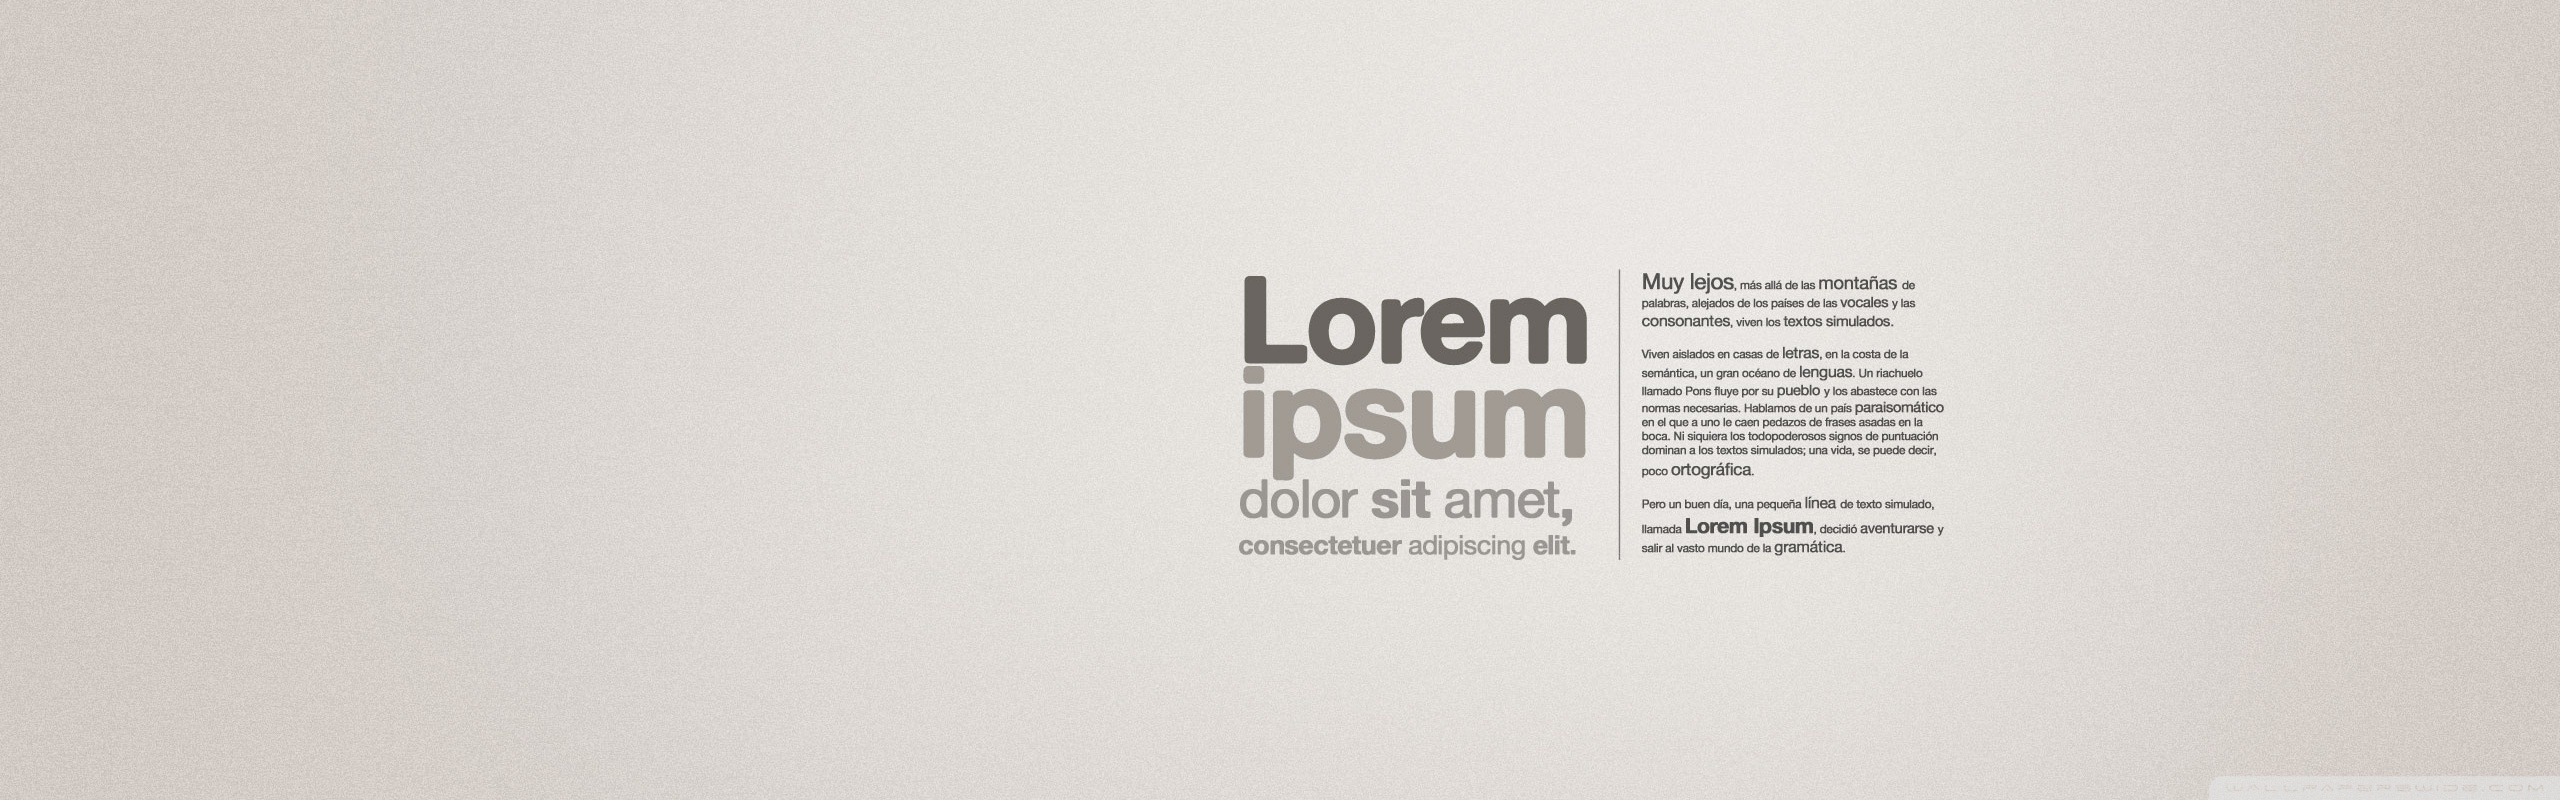 Lorem
ipsum
dolor sit amet,
consectetuer adipiscing elit.
Muy lejos, más allá de las montañas de
palabras, alejados de los países de las vocales y las
consonantes, viven los textos simulados.
Viven aislados en casas de letras, en la costa de la
semántica, un gran océano de lenguas. Un riachuelo
llamado Pons fluye por su pueblo y los abastece con las
normas necesarias. Hablamos de un país paraisomático
en el que a uno le caen pedazos de frases asadas en la
boca. Ni siquiera los todopoderosos signos de puntuación
dominan a los textos simulados; una vida, se puede decir,
poco ortográfica.
Pero un buen día, una pequeña línea de texto simulado,
llamada Lorem Ipsum, decidió aventurarse y
salir al vasto mundo de la gramática.
WALLPAPERSWIDE.COM